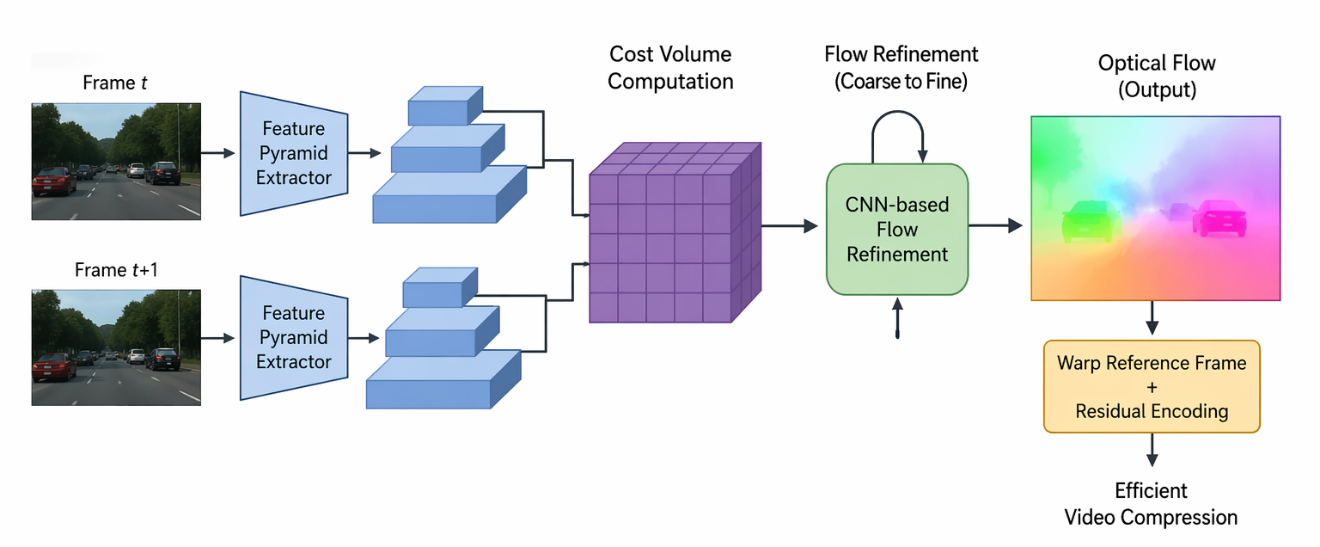 Frame t
Feature
Pyramid
Extractor
Frame t+1
Feature
Pyramid
Extractor
Cost Volume
Computation
Flow Refinement
(Coarse to Fine)
CNN-based
Flow
Refinement
Optical Flow
(Output)
Warp Reference Frame
+
Residual Encoding
Efficient
Video Compression